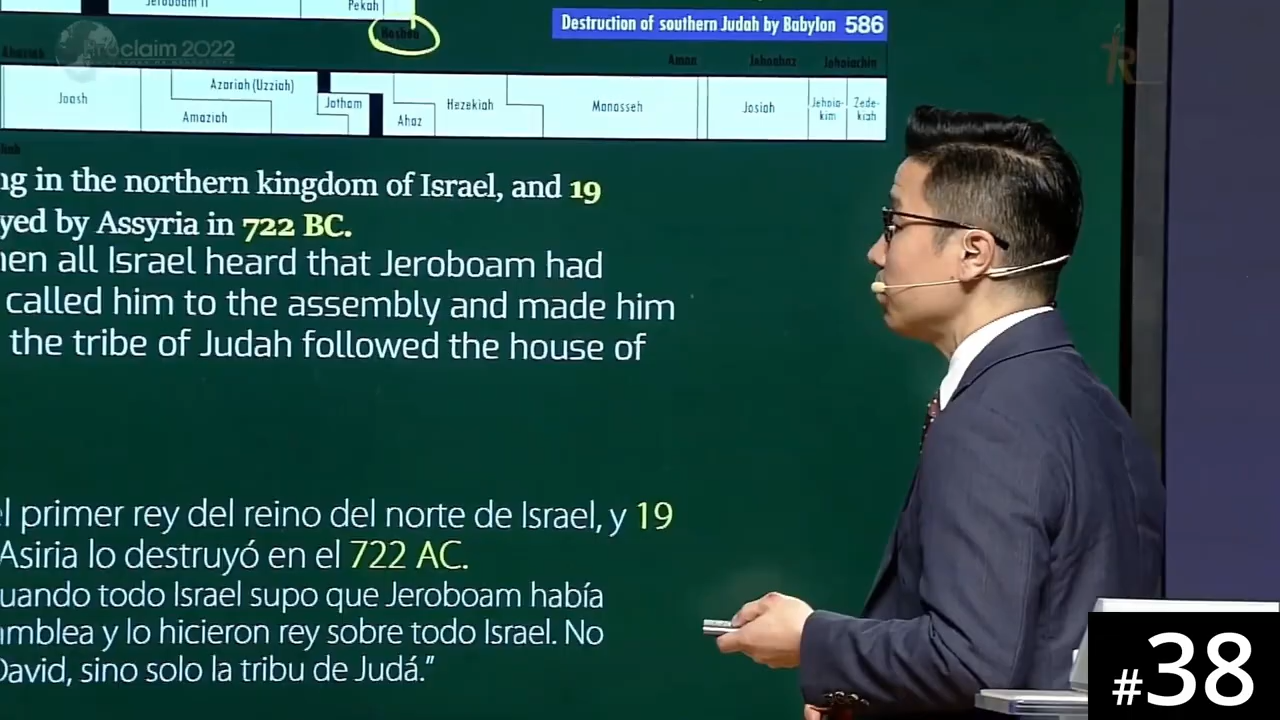 Jeroboam II
Pekah
Hoshea
Destruction of southern Judah by Babylon 586
Proclaim 2022
Amon
Jehoahaz
Jehoiachin
Joash
Azariah (Uzziah)
Amaziah
Jotham
Ahaz
Hezekiah
Manasseh
Josiah
Jehoia-
kim
Zede-
kiah
ng in the northern kingdom of Israel, and 19
yed by Assyria in 722 BC.
hen all Israel heard that Jeroboam had
called him to the assembly and made him
the tribe of Judah followed the house of
el primer rey del reino del norte de Israel, y 19
Asiria lo destruyó en el 722 AC.
uando todo Israel supo que Jeroboam había
amblea y lo hicieron rey sobre todo Israel. No
David, sino solo la tribu de Judá.”
#38